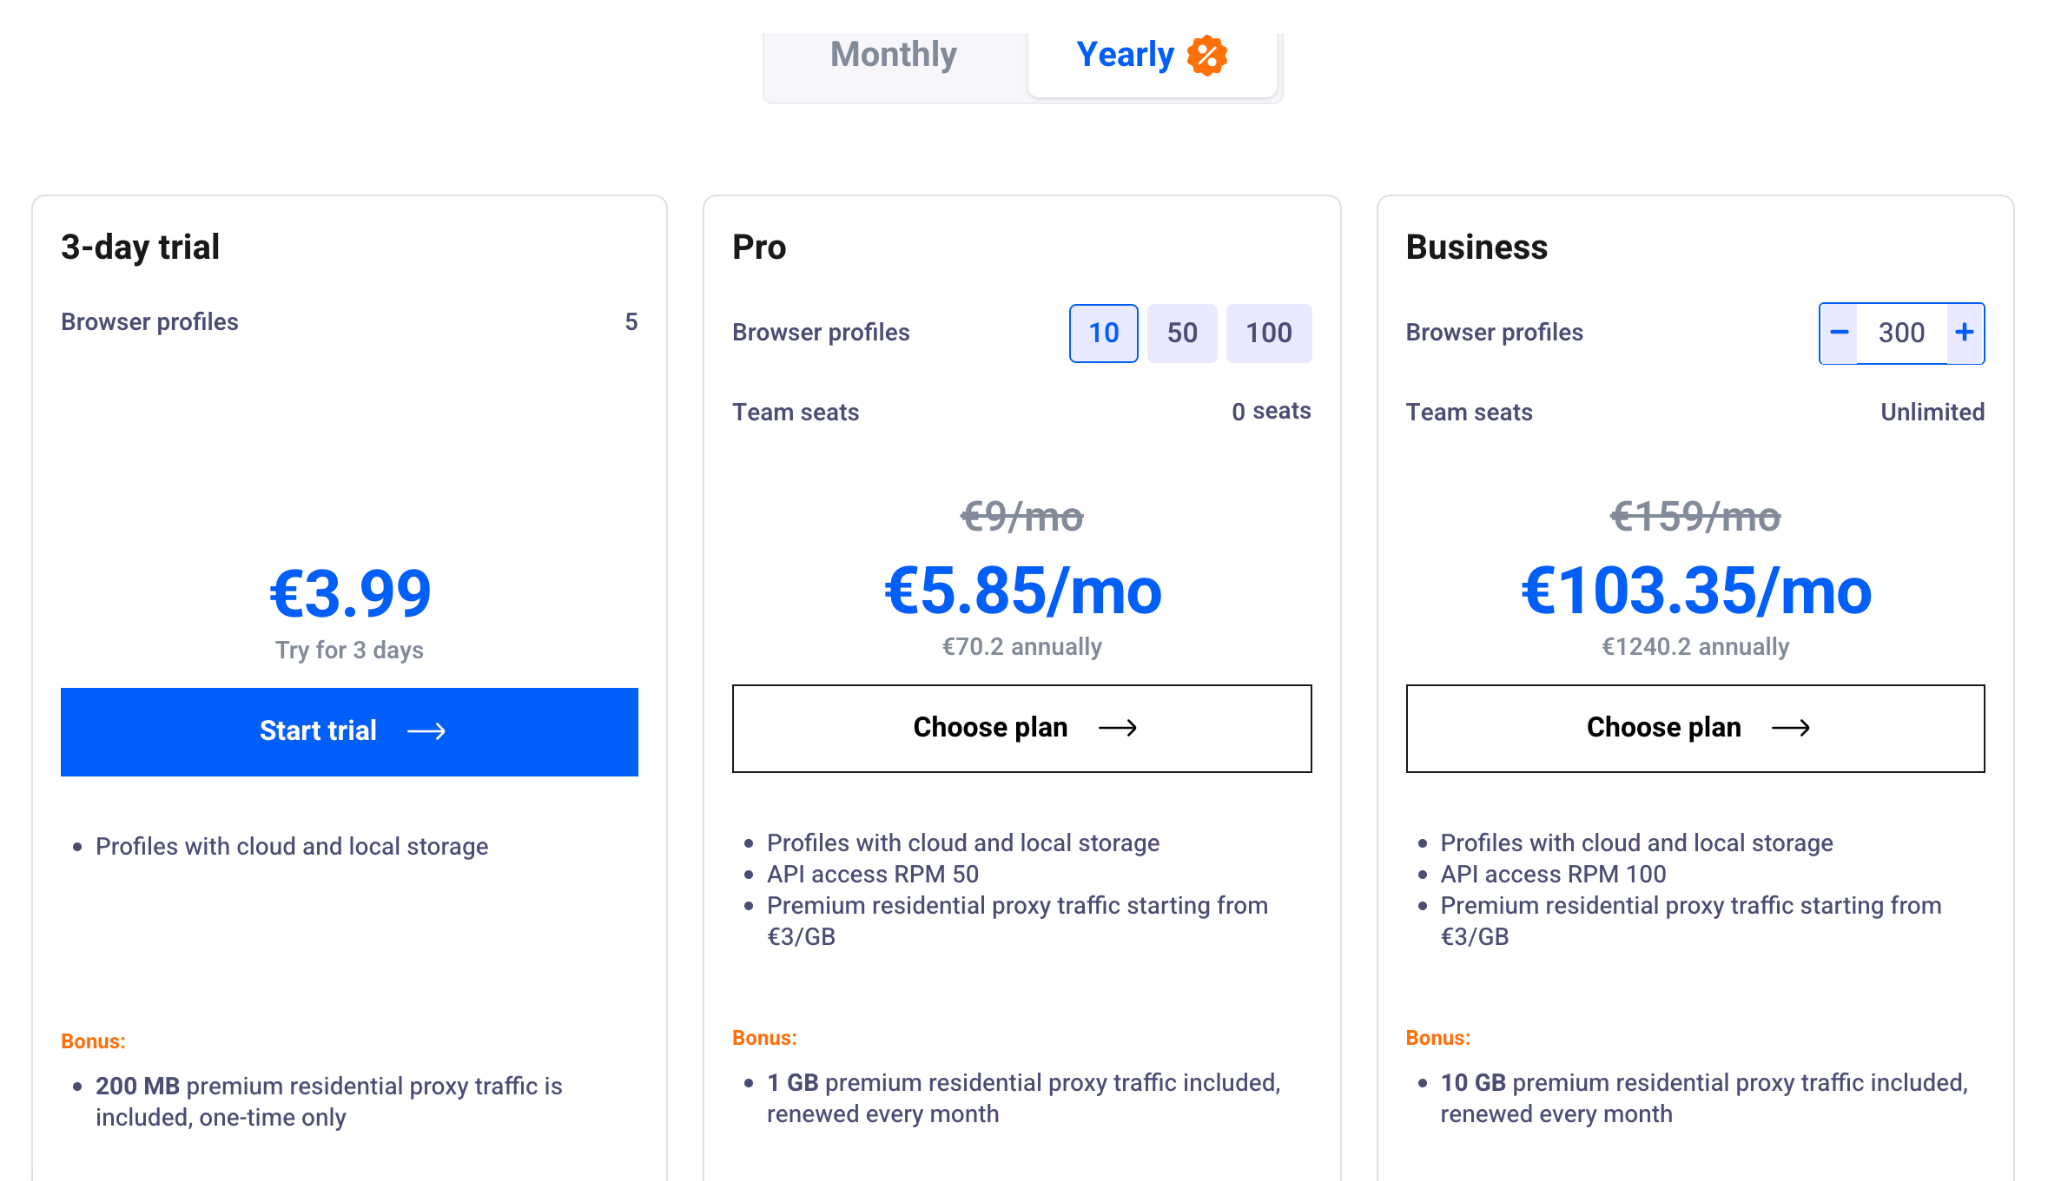 Monthly
Yearly %
3-day trial
Browser profiles 5
€3.99
Try for 3 days
Start trial →
• Profiles with cloud and local storage
Bonus:
• 200 MB premium residential proxy traffic is
included, one-time only
Pro
Browser profiles 10 50 100
Team seats 0 seats
€9/mo
€5.85/mo
€70.2 annually
Choose plan →
• Profiles with cloud and local storage
• API access RPM 50
• Premium residential proxy traffic starting from
€3/GB
Bonus:
• 1 GB premium residential proxy traffic included,
renewed every month
Business
Browser profiles − 300 +
Team seats Unlimited
€159/mo
€103.35/mo
€1240.2 annually
Choose plan →
• Profiles with cloud and local storage
• API access RPM 100
• Premium residential proxy traffic starting from
€3/GB
Bonus:
• 10 GB premium residential proxy traffic included,
renewed every month